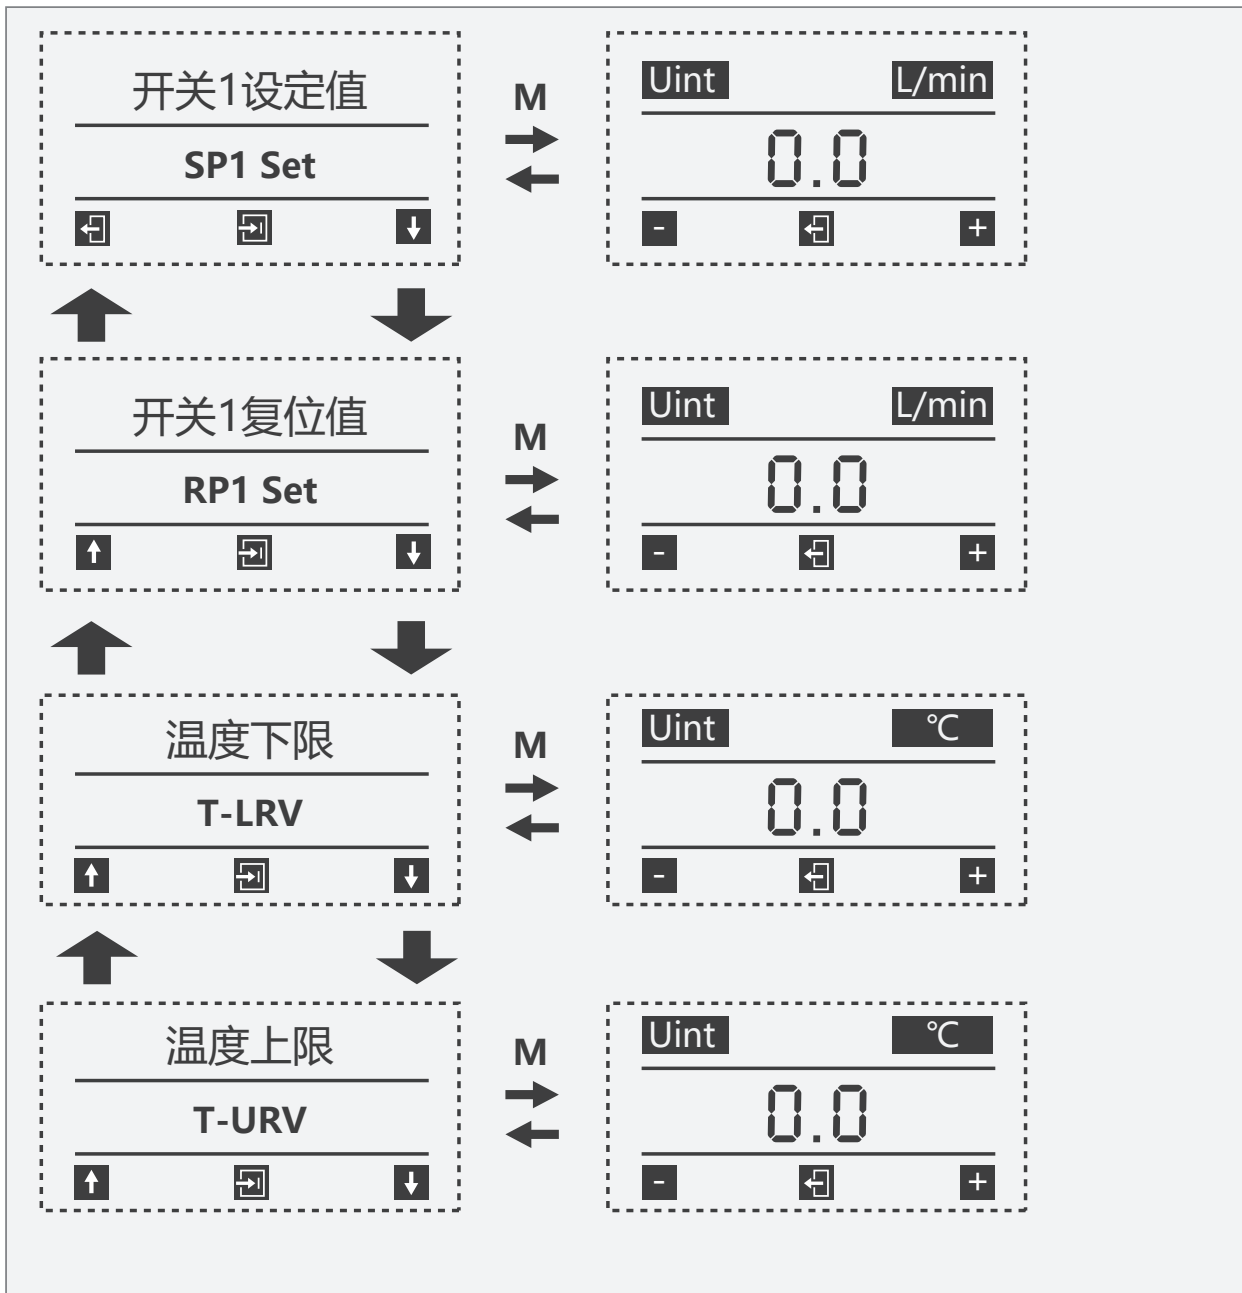 开关1设定值
SP1 Set
M
Uint L/min
0.0
- +
开关1复位值
RP1 Set
M
Uint L/min
0.0
- +
温度下限
T-LRV
M
Uint ℃
0.0
- +
温度上限
T-URV
M
Uint ℃
0.0
- +